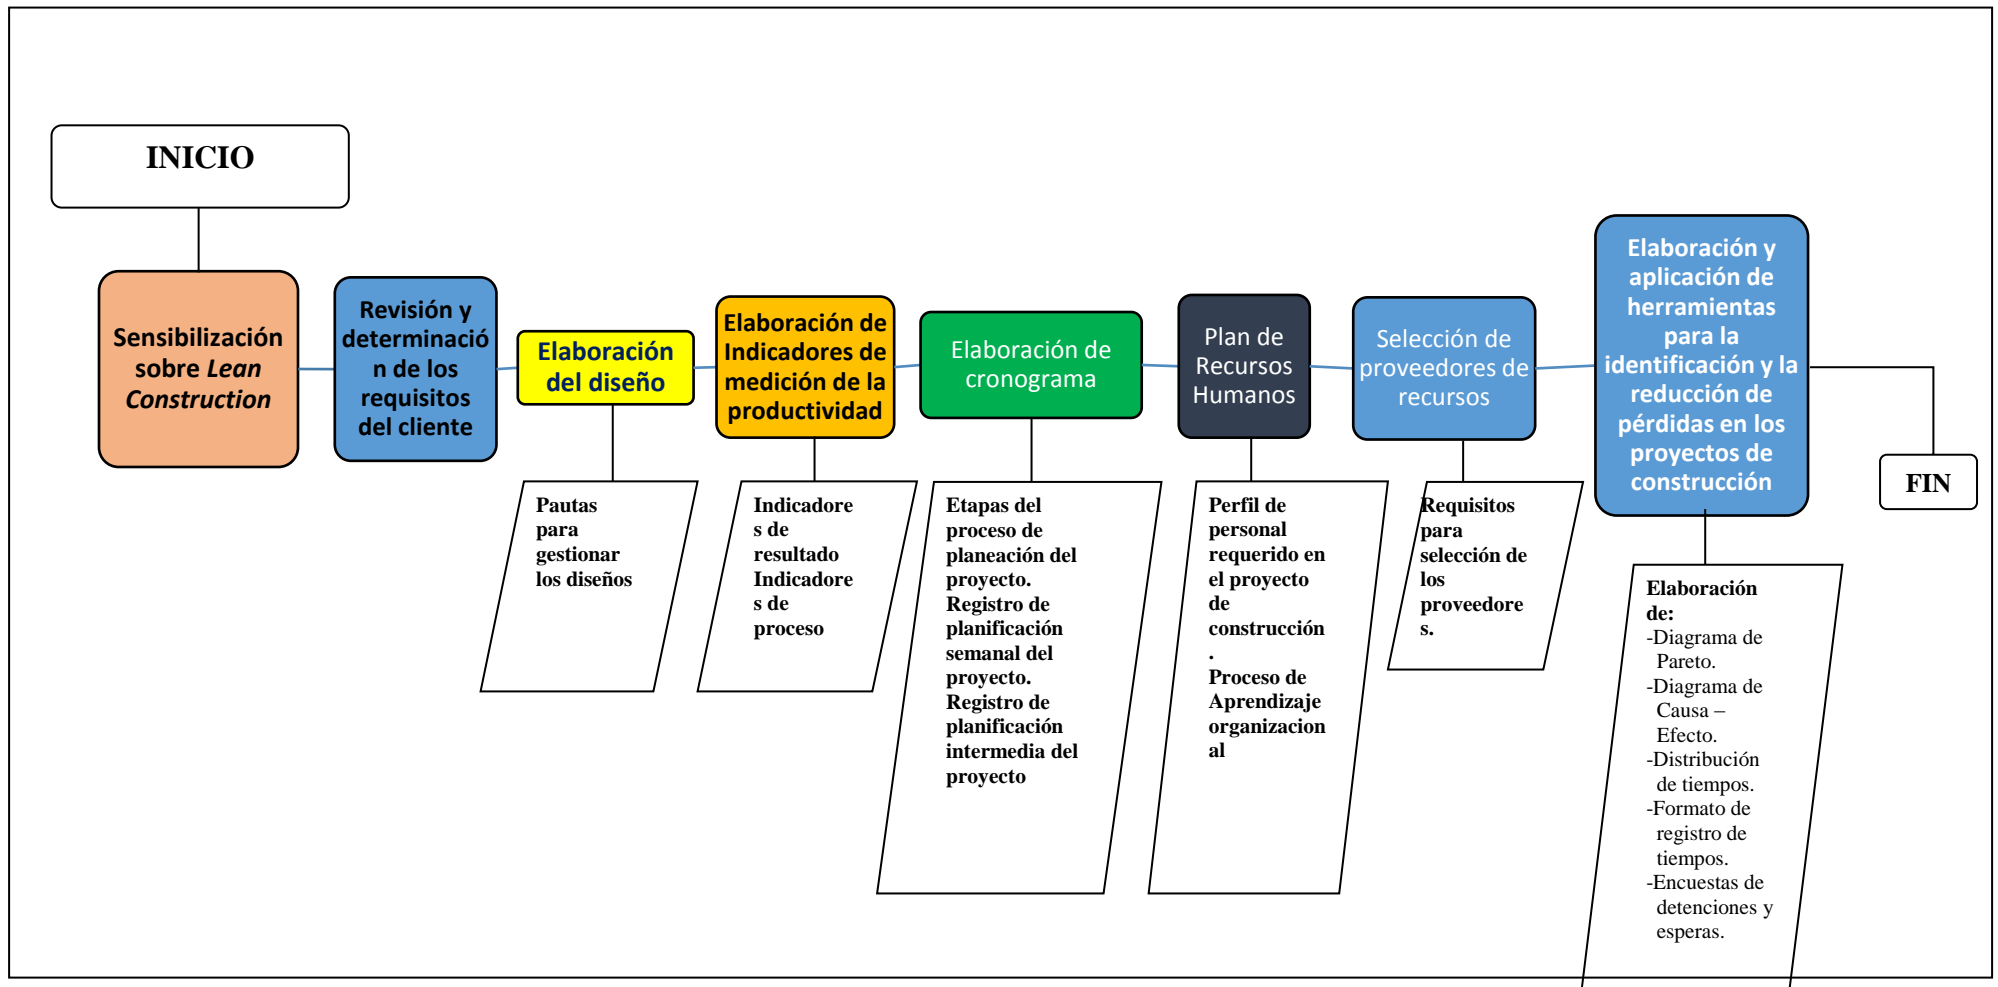 INICIO
Sensibilización
sobre Lean
Construction
Revisión y
determinació
n de los
requisitos
del cliente
Elaboración
del diseño
Elaboración de
Indicadores de
medición de la
productividad
Elaboración de
cronograma
Plan de
Recursos
Humanos
Selección de
proveedores de
recursos
Elaboración y
aplicación de
herramientas
para la
identificación y la
reducción de
pérdidas en los
proyectos de
construcción
FIN
Pautas
para
gestionar
los diseños
Indicadore
s de
resultado
Indicadore
s de
proceso
Etapas del
proceso de
planeación del
proyecto.
Registro de
planificación
semanal del
proyecto.
Registro de
planificación
intermedia del
proyecto
Perfil de
personal
requerido en
el proyecto
de
construcción
.
Proceso de
Aprendizaje
organizacion
al
Requisitos
para
selección de
los
proveedore
s.
Elaboración
de:
-Diagrama de
Pareto.
-Diagrama de
Causa –
Efecto.
-Distribución
de tiempos.
-Formato de
registro de
tiempos.
-Encuestas de
detenciones y
esperas.